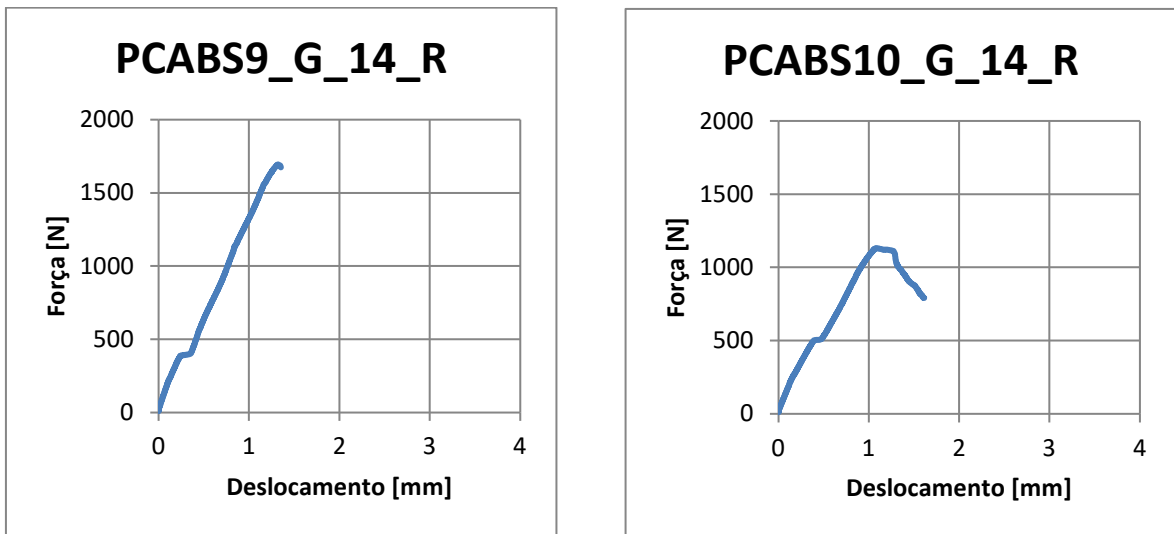 PCABS9_G_14_R
2000
1500
1000
500
0
0 1 2 3 4
Força [N]
Deslocamento [mm]
PCABS10_G_14_R
2000
1500
1000
500
0
0 1 2 3 4
Força [N]
Deslocamento [mm]